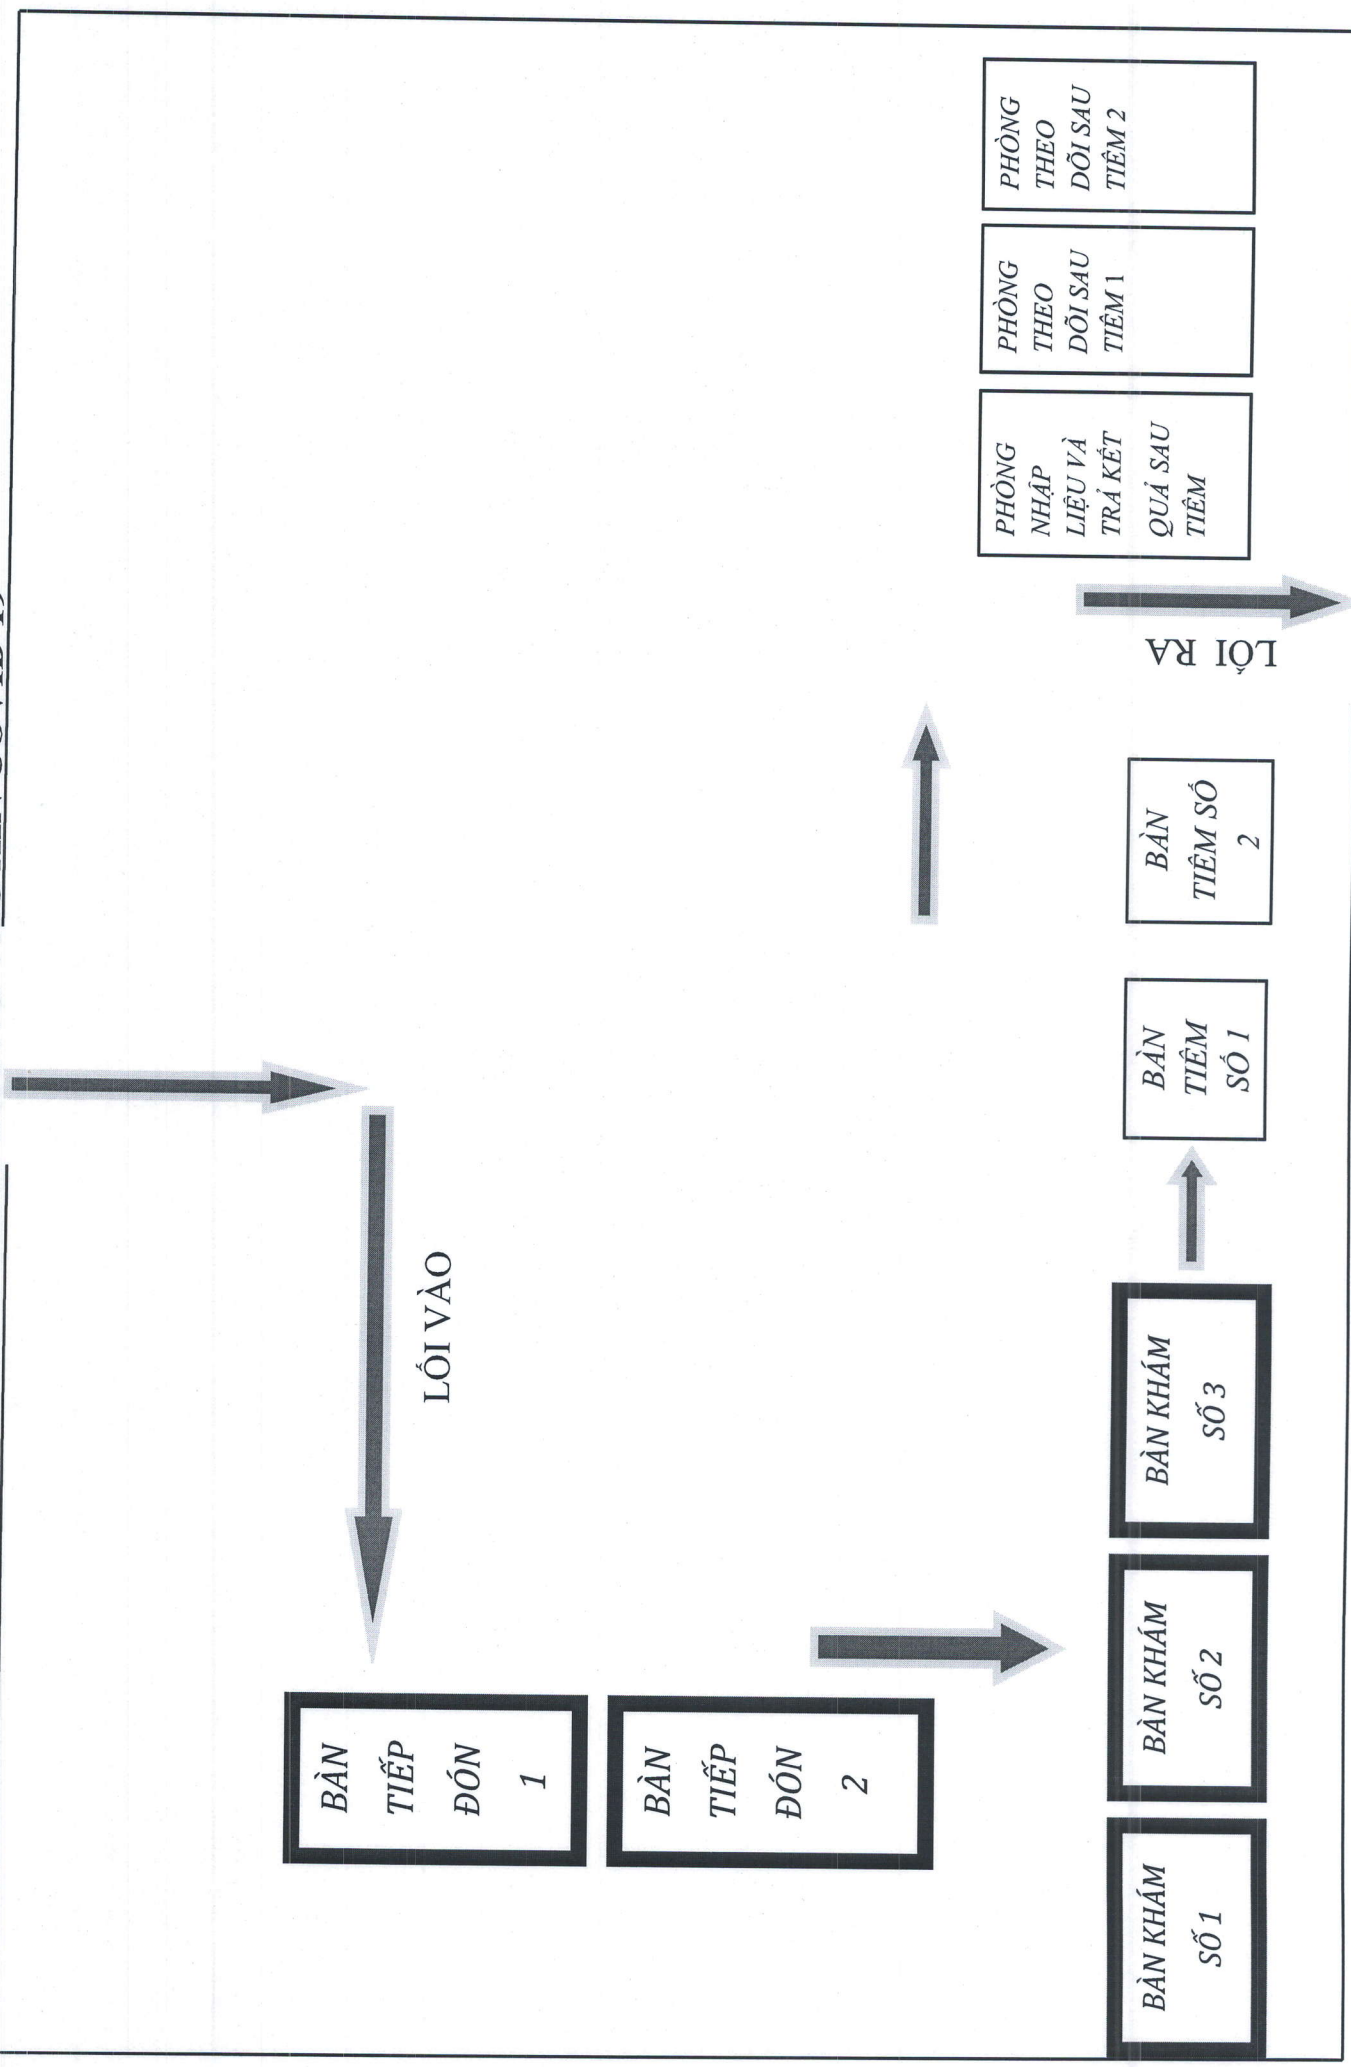 LỐI VÀO
BÀN
TIẾP
ĐÓN
1
BÀN
TIẾP
ĐÓN
2
BÀN KHÁM
SỐ 1
BÀN KHÁM
SỐ 2
BÀN KHÁM
SỐ 3
BÀN
TIÊM
SỐ 1
BÀN
TIÊM SỐ
2
LỐI RA
PHÒNG
NHẬP
LIỆU VÀ
TRẢ KẾT
QUẢ SAU
TIÊM
PHÒNG
THEO
DÕI SAU
TIÊM 1
PHÒNG
THEO
DÕI SAU
TIÊM 2